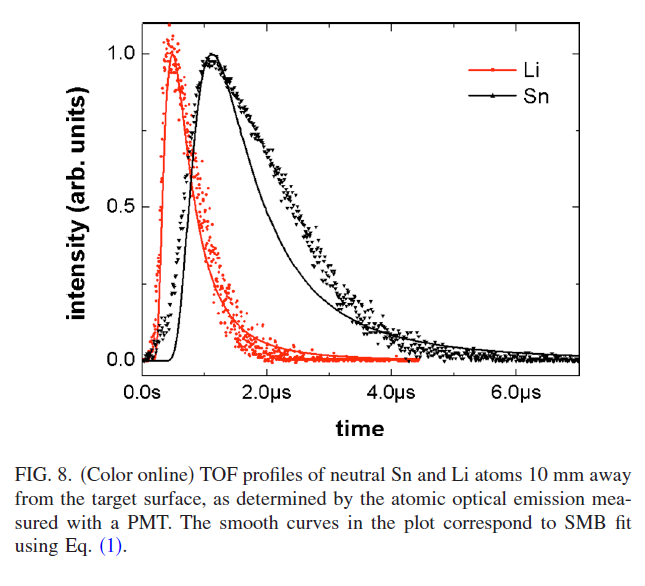 1.0
0.5
0.0
intensity (arb. units)
Li
Sn
0.0s 2.0µs 4.0µs 6.0µs
time
FIG. 8. (Color online) TOF profiles of neutral Sn and Li atoms 10 mm away
from the target surface, as determined by the atomic optical emission mea-
sured with a PMT. The smooth curves in the plot correspond to SMB fit
using Eq. (1).